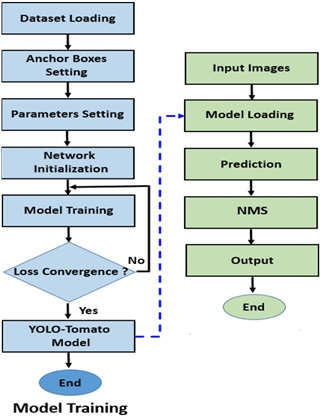 Dataset Loading
Anchor Boxes
Setting
Parameters Setting
Network
Initialization
Model Training
Loss Convergence ?
No
Yes
YOLO-Tomato
Model
End
Model Training
Input Images
Model Loading
Prediction
NMS
Output
End